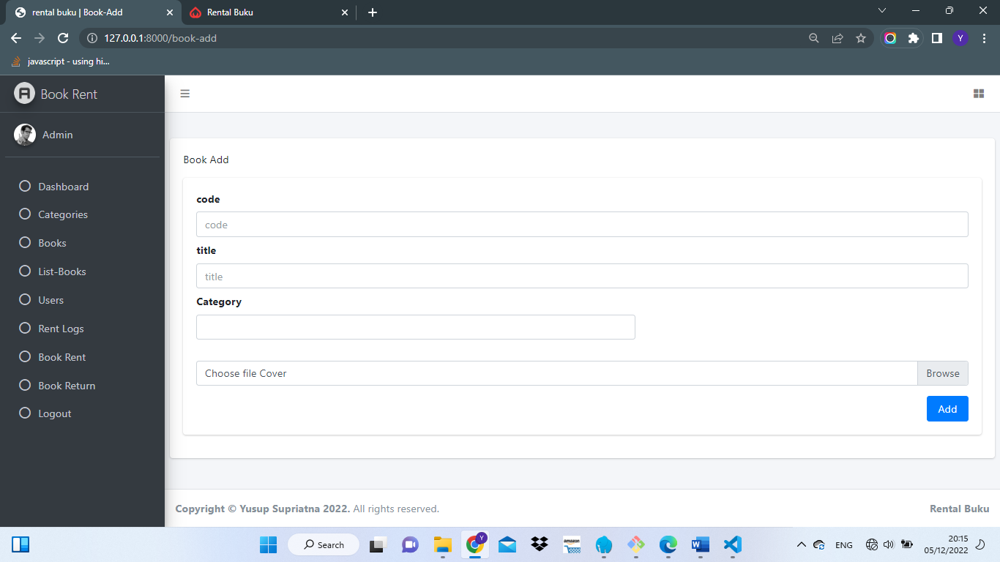 rental buku | Book-Add
Rental Buku
127.0.0.1:8000/book-add
Y
javascript - using hi...
Book Rent
Admin
Dashboard
Categories
Books
List-Books
Users
Rent Logs
Book Rent
Book Return
Logout
Book Add
code
code
title
title
Category
Choose file Cover
Browse
Add
Copyright © Yusup Supriatna 2022. All rights reserved.
Rental Buku
Search
Y
amazon
W
ENG
20:15
05/12/2022